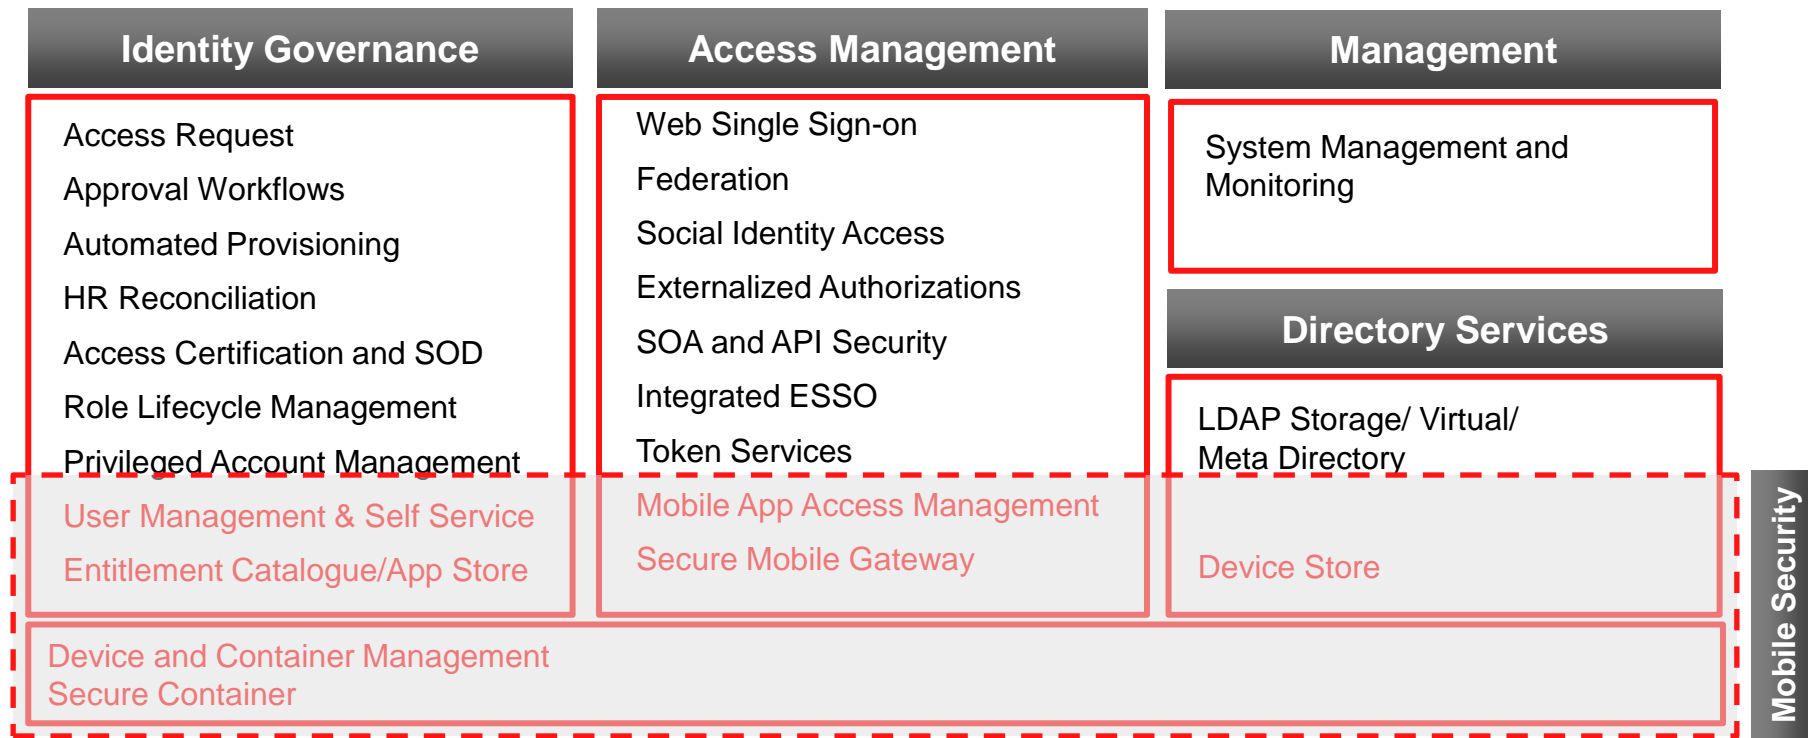 Identity Governance
Access Request
Approval Workflows
Automated Provisioning
HR Reconciliation
Access Certification and SOD
Role Lifecycle Management
Privileged Account Management
User Management & Self Service
Entitlement Catalogue/App Store
Access Management
Web Single Sign-on
Federation
Social Identity Access
Externalized Authorizations
SOA and API Security
Integrated ESSO
Token Services
Mobile App Access Management
Secure Mobile Gateway
Management
System Management and
Monitoring
Directory Services
LDAP Storage/ Virtual/
Meta Directory
Device Store
Device and Container Management
Secure Container
Mobile Security